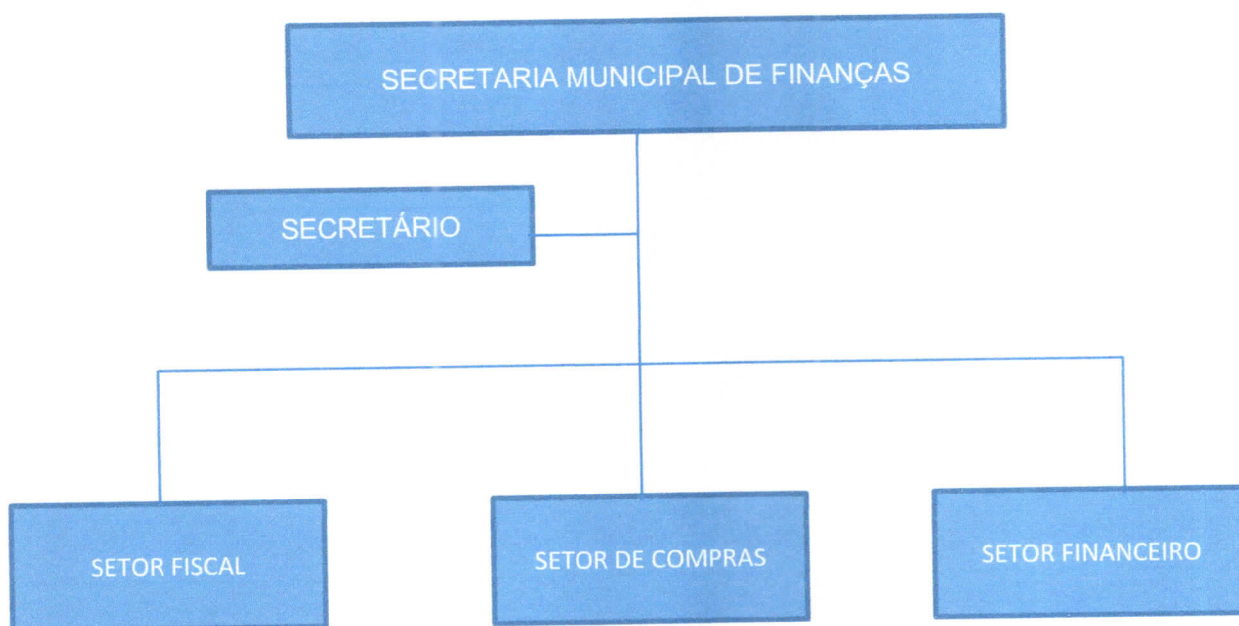 SECRETARIA MUNICIPAL DE FINANÇAS
SECRETÁRIO
SETOR FISCAL
SETOR DE COMPRAS
SETOR FINANCEIRO